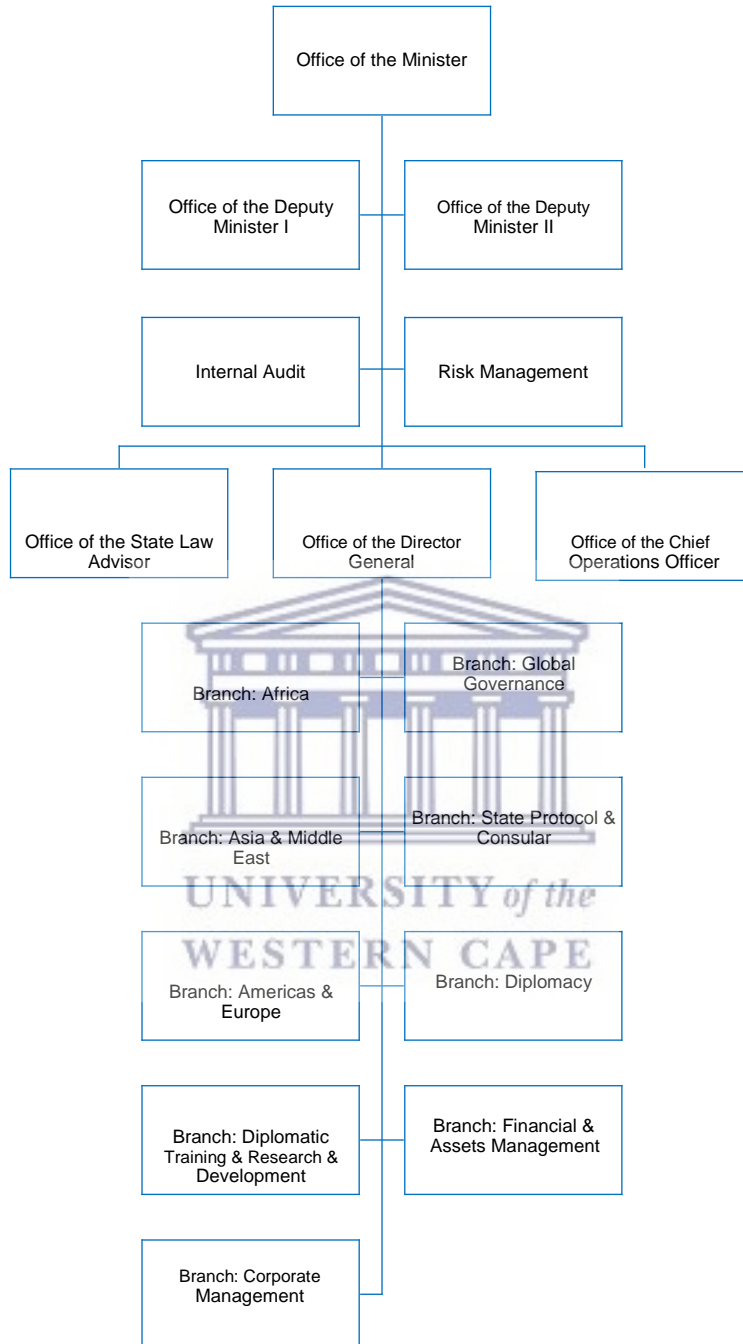 Office of the Minister
Office of the Deputy
Minister I
Office of the Deputy
Minister II
Internal Audit
Risk Management
Office of the State Law
Advisor
Office of the Director
General
Office of the Chief
Operations Officer
Branch: Africa
Branch: Global
Governance
Branch: Asia & Middle
East
Branch: State Protocol &
Consular
UNIVERSITY of the
WESTERN CAPE
Branch: Americas &
Europe
Branch: Diplomacy
Branch: Diplomatic
Training & Research &
Development
Branch: Financial &
Assets Management
Branch: Corporate
Management